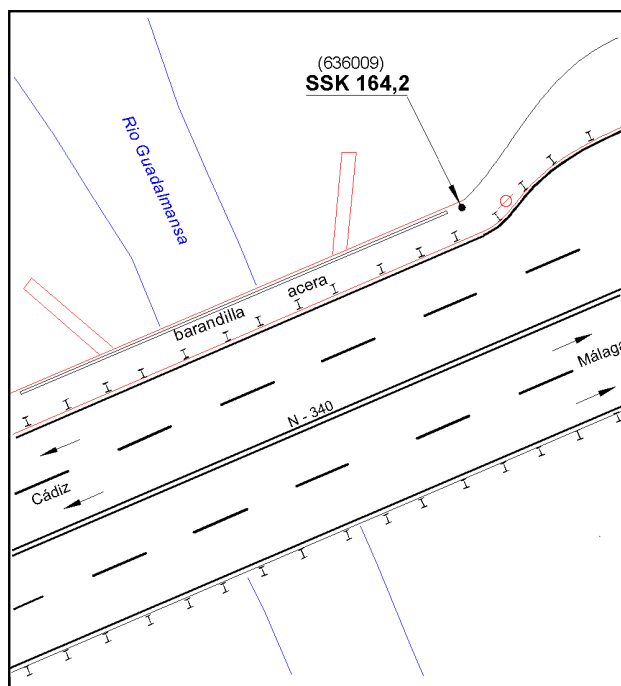 (636009)
SSK 164,2
Rio Guadalmansa
acera
barandilla
Málaga
N - 340
Cádiz